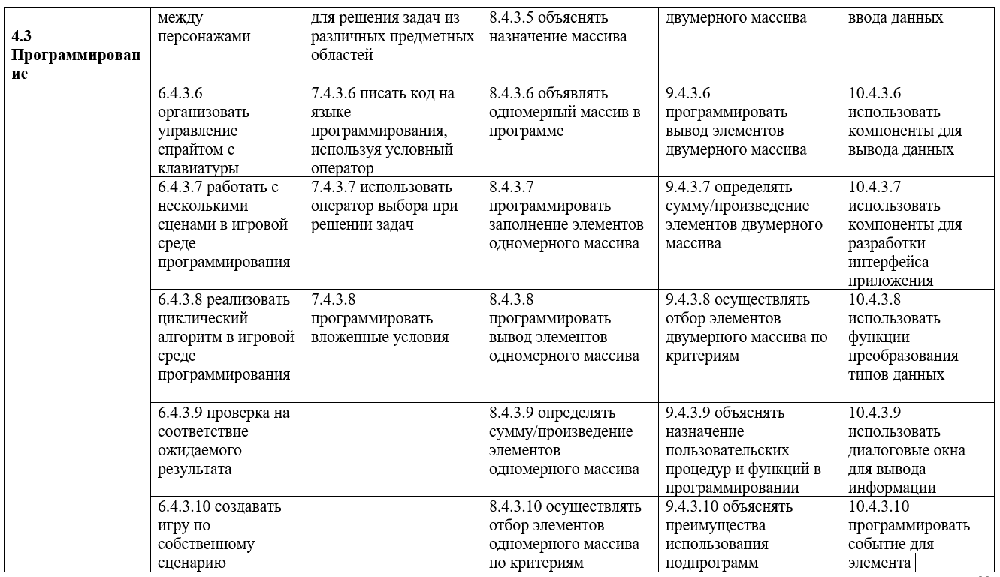 4.3
Программирован
ие
между
персонажами
для решения задач из
различных предметных
областей
8.4.3.5 объяснять
назначение массива
двумерного массива
ввода данных
6.4.3.6
организовать
управление
спрайтом с
клавиатуры
7.4.3.6 писать код на
языке
программирования,
используя условный
оператор
8.4.3.6 объявлять
одномерный массив в
программе
9.4.3.6
программировать
вывод элементов
двумерного массива
10.4.3.6
использовать
компоненты для
вывода данных
6.4.3.7 работать с
несколькими
сценами в игровой
среде
программирования
7.4.3.7 использовать
оператор выбора при
решении задач
8.4.3.7
программировать
заполнение элементов
одномерного массива
9.4.3.7 определять
сумму/произведение
элементов двумерного
массива
10.4.3.7
использовать
компоненты для
разработки
интерфейса
приложения
6.4.3.8 реализовать
циклический
алгоритм в игровой
среде
программирования
7.4.3.8
программировать
вложенные условия
8.4.3.8
программировать
вывод элементов
одномерного массива
9.4.3.8 осуществлять
отбор элементов
двумерного массива по
критериям
10.4.3.8
использовать
функции
преобразования
типов данных
6.4.3.9 проверка на
соответствие
ожидаемого
результата
8.4.3.9 определять
сумму/произведение
элементов
одномерного массива
9.4.3.9 объяснять
назначение
пользовательских
процедур и функций в
программировании
10.4.3.9
использовать
диалоговые окна
для вывода
информации
6.4.3.10 создавать
игру по
собственному
сценарию
8.4.3.10 осуществлять
отбор элементов
одномерного массива
по критериям
9.4.3.10 объяснять
преимущества
использования
подпрограмм
10.4.3.10
программировать
событие для
элемента